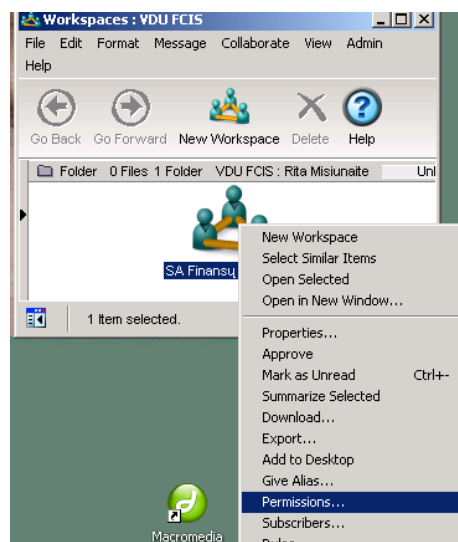 Workspaces : VDU FCIS
File Edit Format Message Collaborate View Admin
Help
Go Back Go Forward New Workspace Delete Help
Folder 0 Files 1 Folder VDU FCIS : Rita Misiunaite Unl
SA Finansų
1 Item selected.
New Workspace
Select Similar Items
Open Selected
Open in New Window...
Properties...
Approve
Mark as Unread Ctrl+-
Summarize Selected
Download...
Export...
Add to Desktop
Give Alias...
Permissions...
Subscribers...
Macromedia